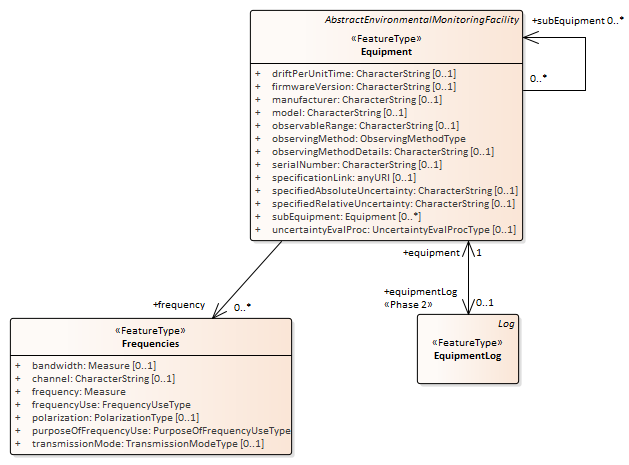 AbstractEnvironmentalMonitoringFacility
«FeatureType»
Equipment
+ driftPerUnitTime: CharacterString [0..1]
+ firmwareVersion: CharacterString [0..1]
+ manufacturer: CharacterString [0..1]
+ model: CharacterString [0..1]
+ observableRange: CharacterString [0..1]
+ observingMethod: ObservingMethodType
+ observingMethodDetails: CharacterString [0..1]
+ serialNumber: CharacterString [0..1]
+ specificationLink: anyURI [0..1]
+ specifiedAbsoluteUncertainty: CharacterString [0..1]
+ specifiedRelativeUncertainty: CharacterString [0..1]
+ subEquipment: Equipment [0..*]
+ uncertaintyEvalProc: UncertaintyEvalProcType [0..1]
+subEquipment 0..*
0..*
+equipment 1
+equipmentLog
«Phase 2» 0..1
+frequency 0..*
«FeatureType»
Frequencies
+ bandwidth: Measure [0..1]
+ channel: CharacterString [0..1]
+ frequency: Measure
+ frequencyUse: FrequencyUseType
+ polarization: PolarizationType [0..1]
+ purposeOfFrequencyUse: PurposeOfFrequencyUseType
+ transmissionMode: TransmissionModeType [0..1]
Log
«FeatureType»
EquipmentLog